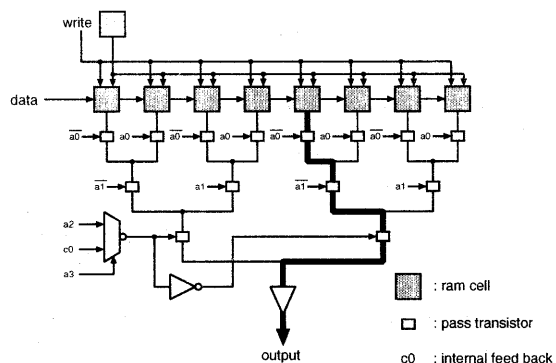 write
data
a0 a0 a0 a0 a0 a0 a0 a0
a1 a1 a1 a1
a2
c0
a3
: ram cell
: pass transistor
output
c0 : internal feed back